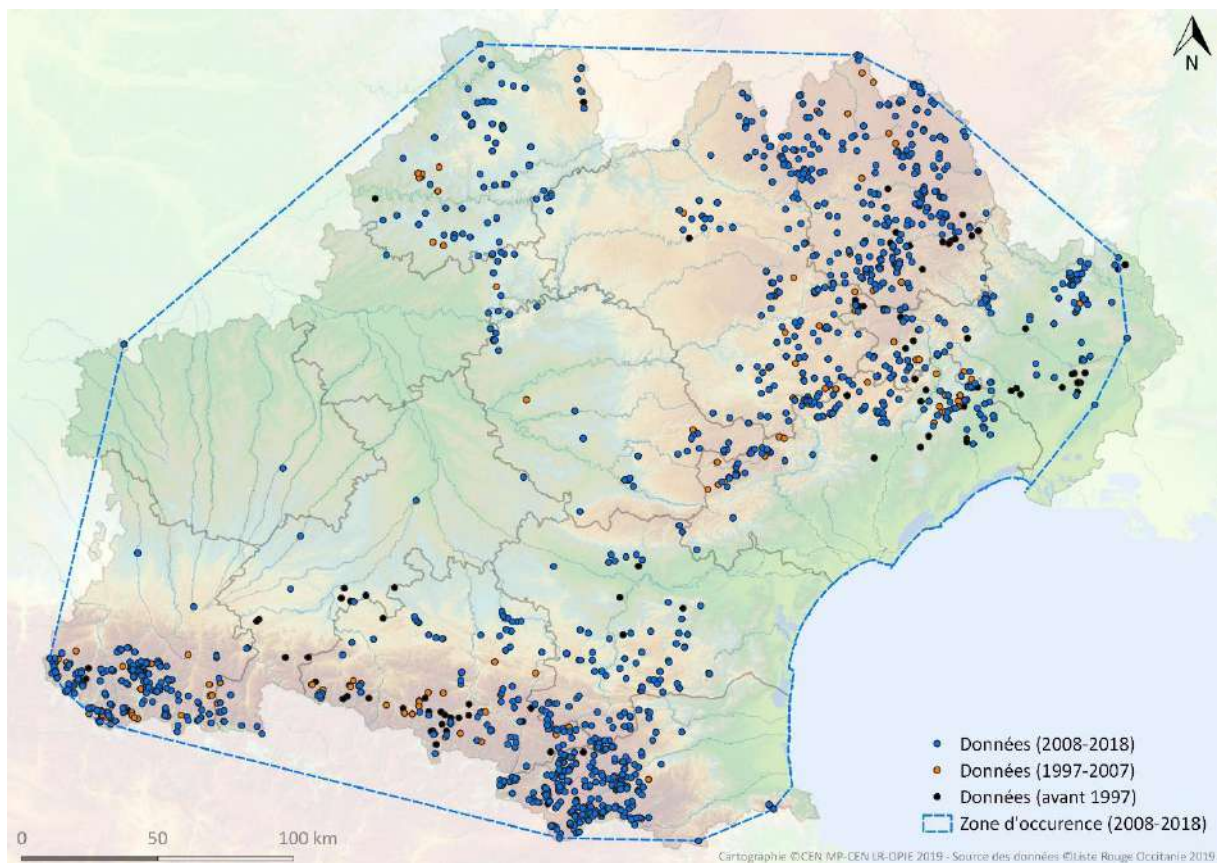 N
Données (2008-2018)
Données (1997-2007)
Données (avant 1997)
Zone d'occurence (2008-2018)
0 50 100 km
Cartographie ©CEN MP-CEN LR-OPIE 2019 - Source des données ©Liste Rouge Occitanie 2019